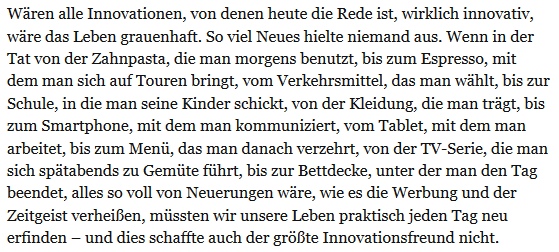 Wären alle Innovationen, von denen heute die Rede ist, wirklich innovativ,
wäre das Leben grauenhaft. So viel Neues hielte niemand aus. Wenn in der
Tat von der Zahnpasta, die man morgens benutzt, bis zum Espresso, mit
dem man sich auf Touren bringt, vom Verkehrsmittel, das man wählt, bis zur
Schule, in die man seine Kinder schickt, von der Kleidung, die man trägt, bis
zum Smartphone, mit dem man kommuniziert, vom Tablet, mit dem man
arbeitet, bis zum Menü, das man danach verzehrt, von der TV-Serie, die man
sich spätabends zu Gemüte führt, bis zur Bettdecke, unter der man den Tag
beendet, alles so voll von Neuerungen wäre, wie es die Werbung und der
Zeitgeist verheißen, müssten wir unsere Leben praktisch jeden Tag neu
erfinden – und dies schaffte auch der größte Innovationsfreund nicht.